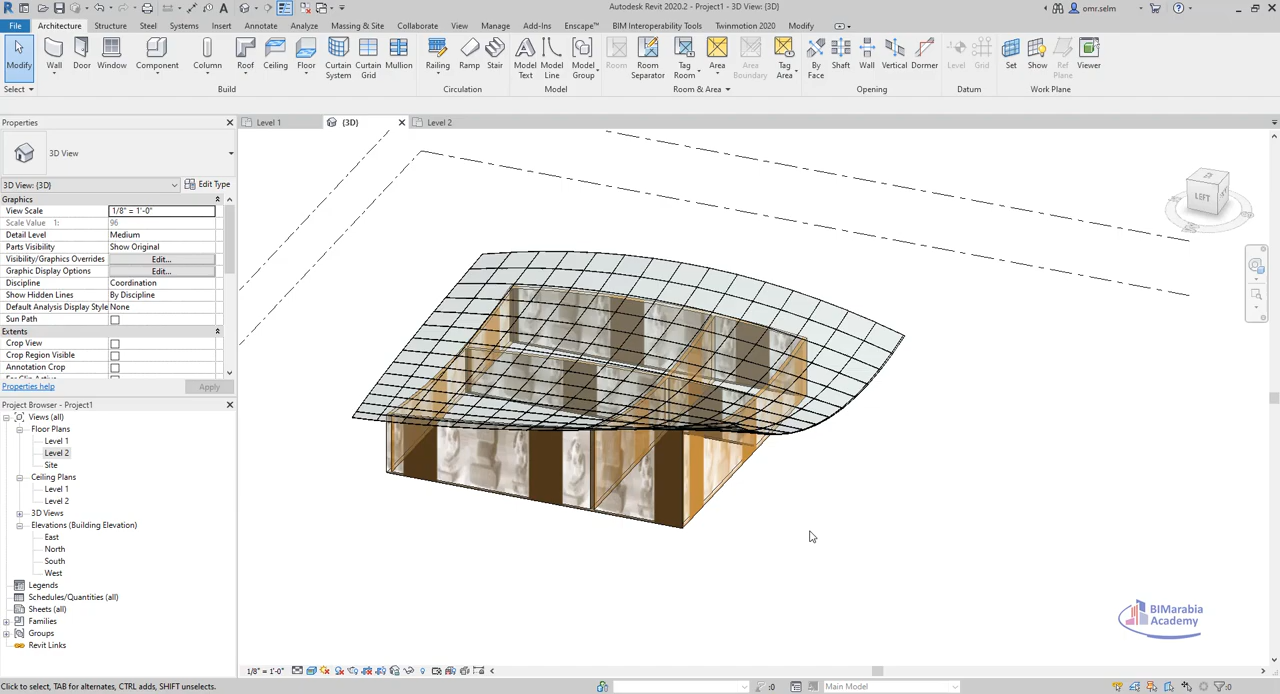 Autodesk Revit 2020.2 - Project1 - 3D View: {3D}
omr.selm
File Architecture Structure Steel Systems Insert Annotate Analyze Massing & Site Collaborate View Manage Add-Ins Enscape™ BIM Interoperability Tools Twinmotion 2020 Modify
Modify Wall Door Window Component Column Roof Ceiling Floor Curtain System Curtain Grid Mullion Railing Ramp Stair Model Text Model Line Model Group Room Room Separator Tag Room Area Area Boundary Tag Area By Face Shaft Wall Vertical Dormer Level Grid Set Show Ref Plane Viewer
Select Build Circulation Model Room & Area Opening Datum Work Plane
Properties
Level 1 {3D} Level 2
3D View
3D View: {3D} Edit Type
Graphics
View Scale 1/8" = 1'-0"
Scale Value 1: 96
Detail Level Medium
Parts Visibility Show Original
Visibility/Graphics Overrides Edit...
Graphic Display Options Edit...
Discipline Coordination
Show Hidden Lines By Discipline
Default Analysis Display Style None
Sun Path
Extents
Crop View
Crop Region Visible
Annotation Crop
Properties help Apply
Project Browser - Project1
Views (all)
Floor Plans
Level 1
Level 2
Site
Ceiling Plans
Level 1
Level 2
3D Views
Elevations (Building Elevation)
East
North
South
West
Legends
Schedules/Quantities (all)
Sheets (all)
Families
Groups
Revit Links
LEFT
BIMarabia
Academy
1/8" = 1'-0"
Click to select, TAB for alternates, CTRL adds, SHIFT unselects.
:0
Main Model
:0